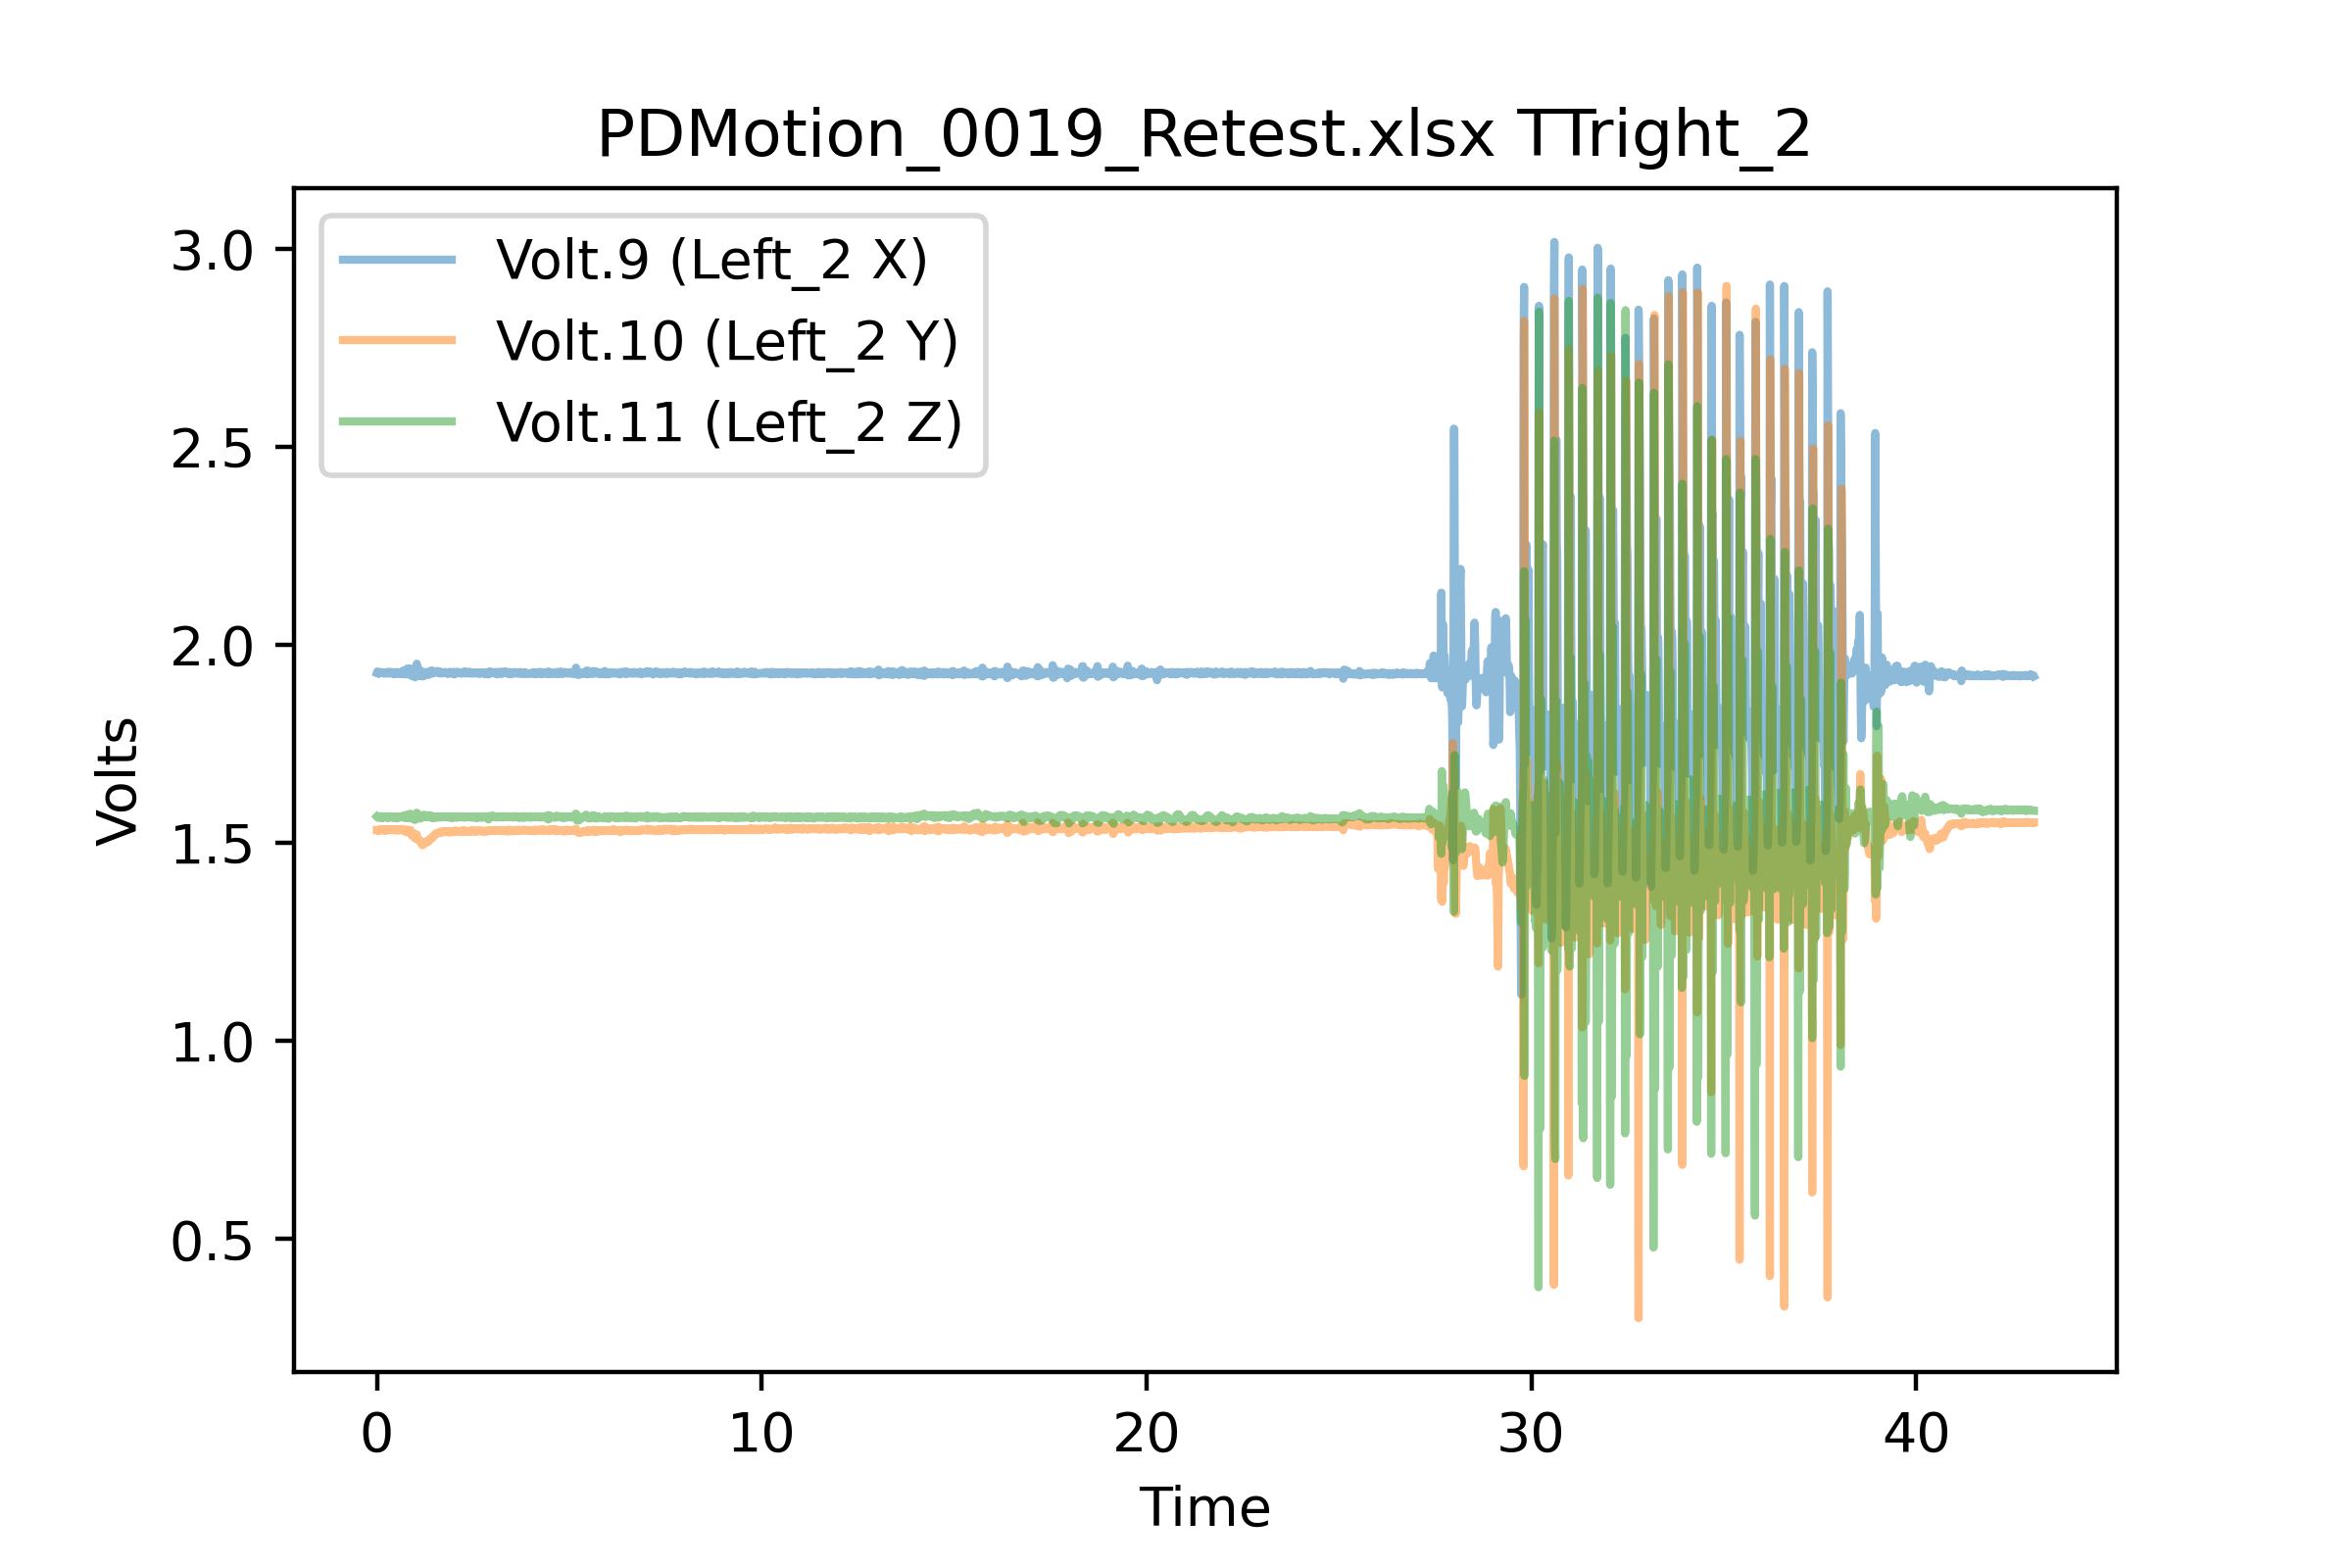 PDMotion_0019_Retest.xlsx TTright_2
Volt.9 (Left_2 X)
Volt.10 (Left_2 Y)
Volt.11 (Left_2 Z)
3.0
2.5
2.0
1.5
1.0
0.5
Volts
0 10 20 30 40
Time